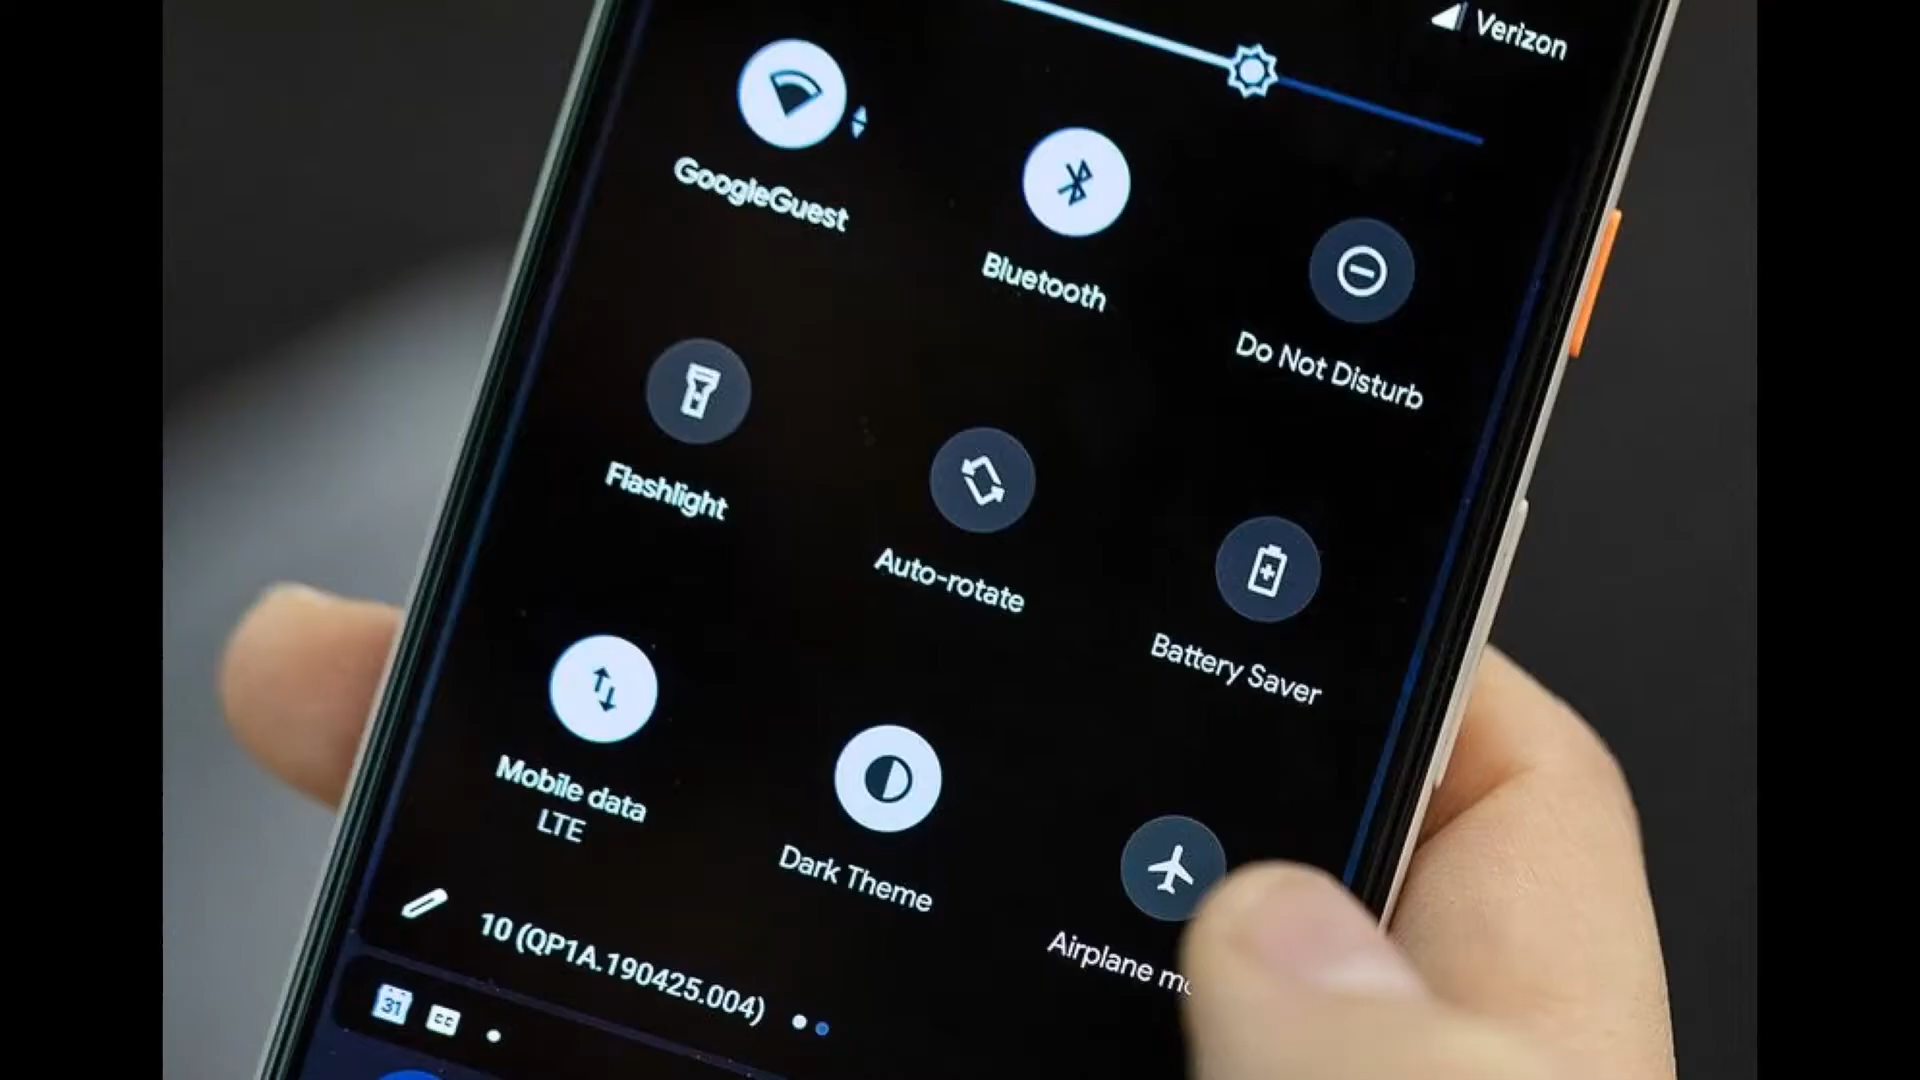 Verizon
GoogleGuest
Bluetooth
Do Not Disturb
Flashlight
Auto-rotate
Battery Saver
Mobile data
LTE
Dark Theme
Airplane
10 (QP1A.190425.004)
31
CC